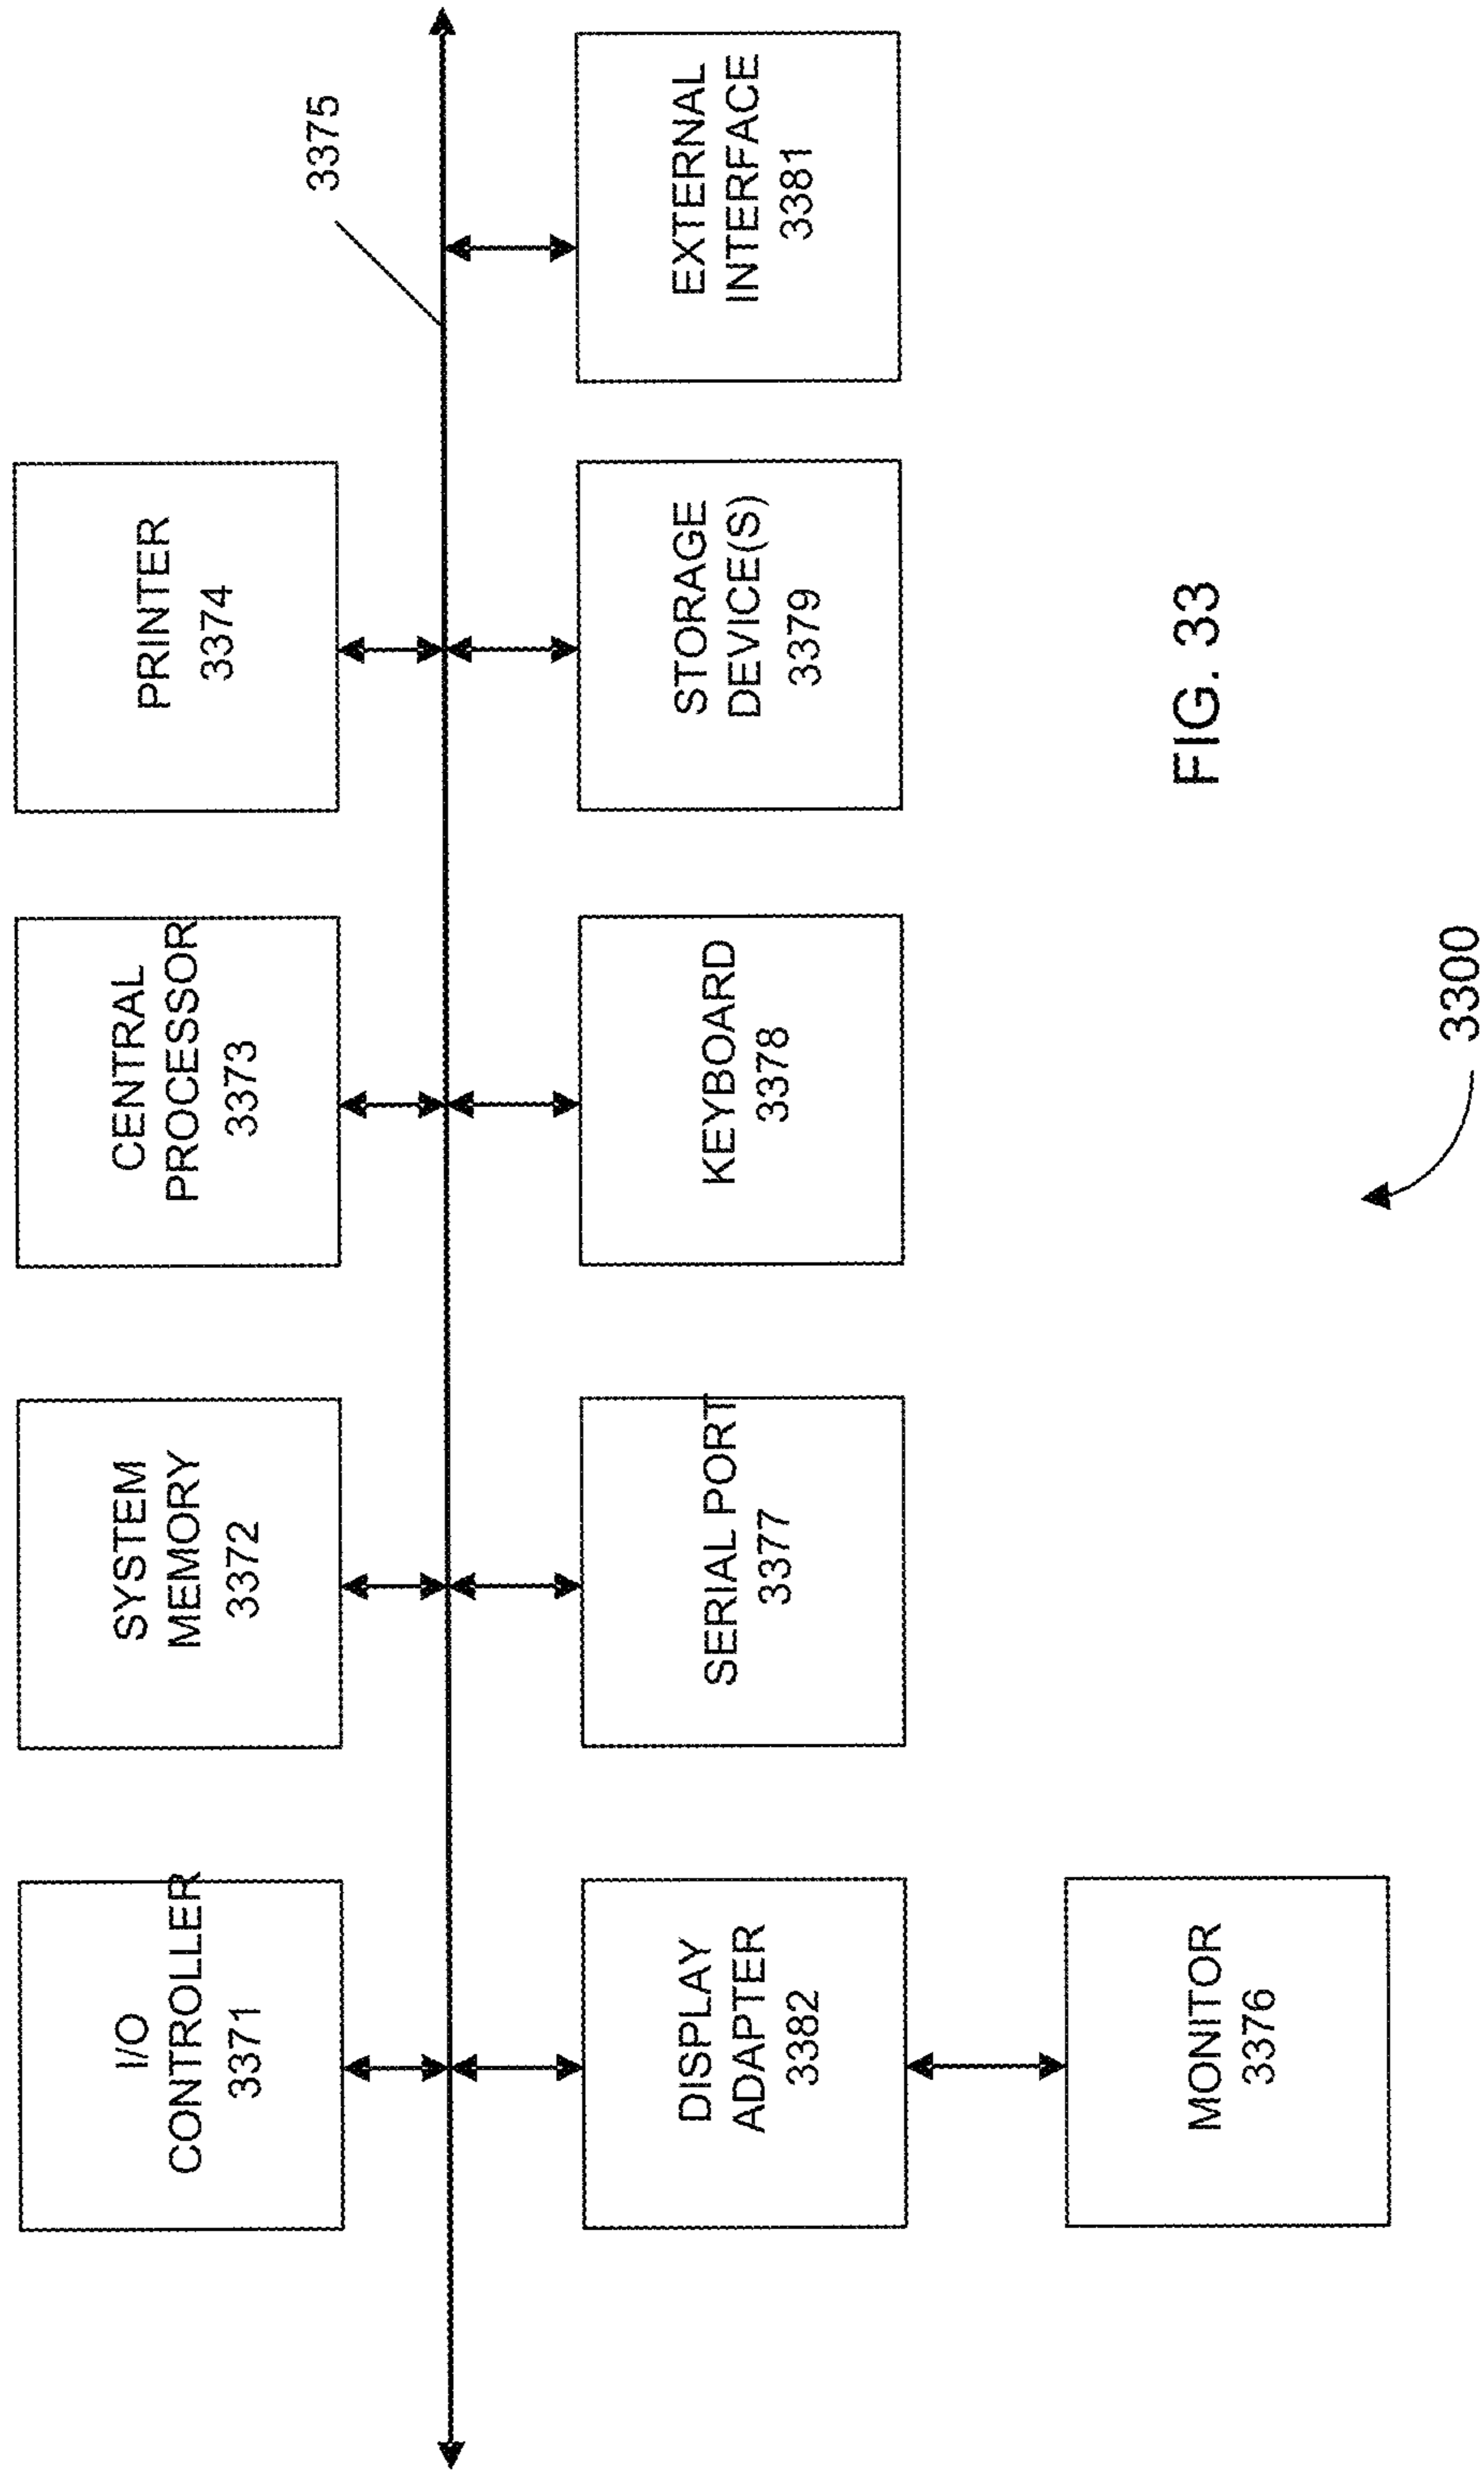 I/O
CONTROLLER
3371
SYSTEM
MEMORY
3372
CENTRAL
PROCESSOR
3373
PRINTER
3374
3375
DISPLAY
ADAPTER
3382
SERIAL PORT
3377
KEYBOARD
3378
STORAGE
DEVICE(S)
3379
EXTERNAL
INTERFACE
3381
MONITOR
3376
FIG. 33
3300